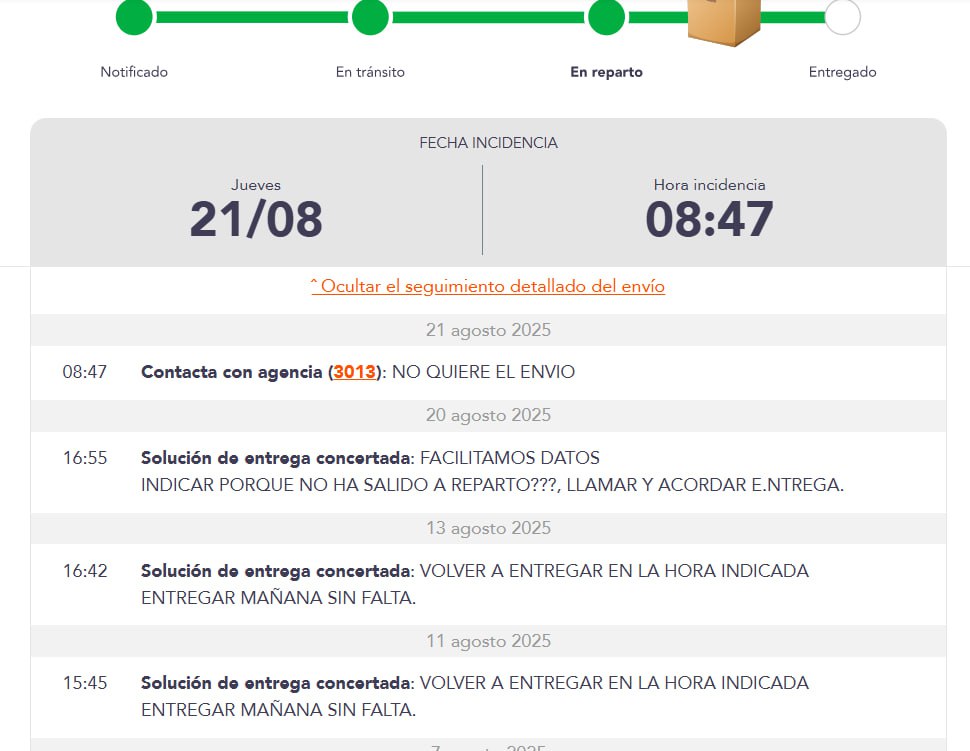 Notificado
En tránsito
En reparto
Entregado
FECHA INCIDENCIA
Jueves
21/08
Hora incidencia
08:47
ˆ Ocultar el seguimiento detallado del envío
21 agosto 2025
08:47 Contacta con agencia (3013): NO QUIERE EL ENVIO
20 agosto 2025
16:55 Solución de entrega concertada: FACILITAMOS DATOS
INDICAR PORQUE NO HA SALIDO A REPARTO???, LLAMAR Y ACORDAR E.NTREGA.
13 agosto 2025
16:42 Solución de entrega concertada: VOLVER A ENTREGAR EN LA HORA INDICADA
ENTREGAR MAÑANA SIN FALTA.
11 agosto 2025
15:45 Solución de entrega concertada: VOLVER A ENTREGAR EN LA HORA INDICADA
ENTREGAR MAÑANA SIN FALTA.
7 agosto 2025